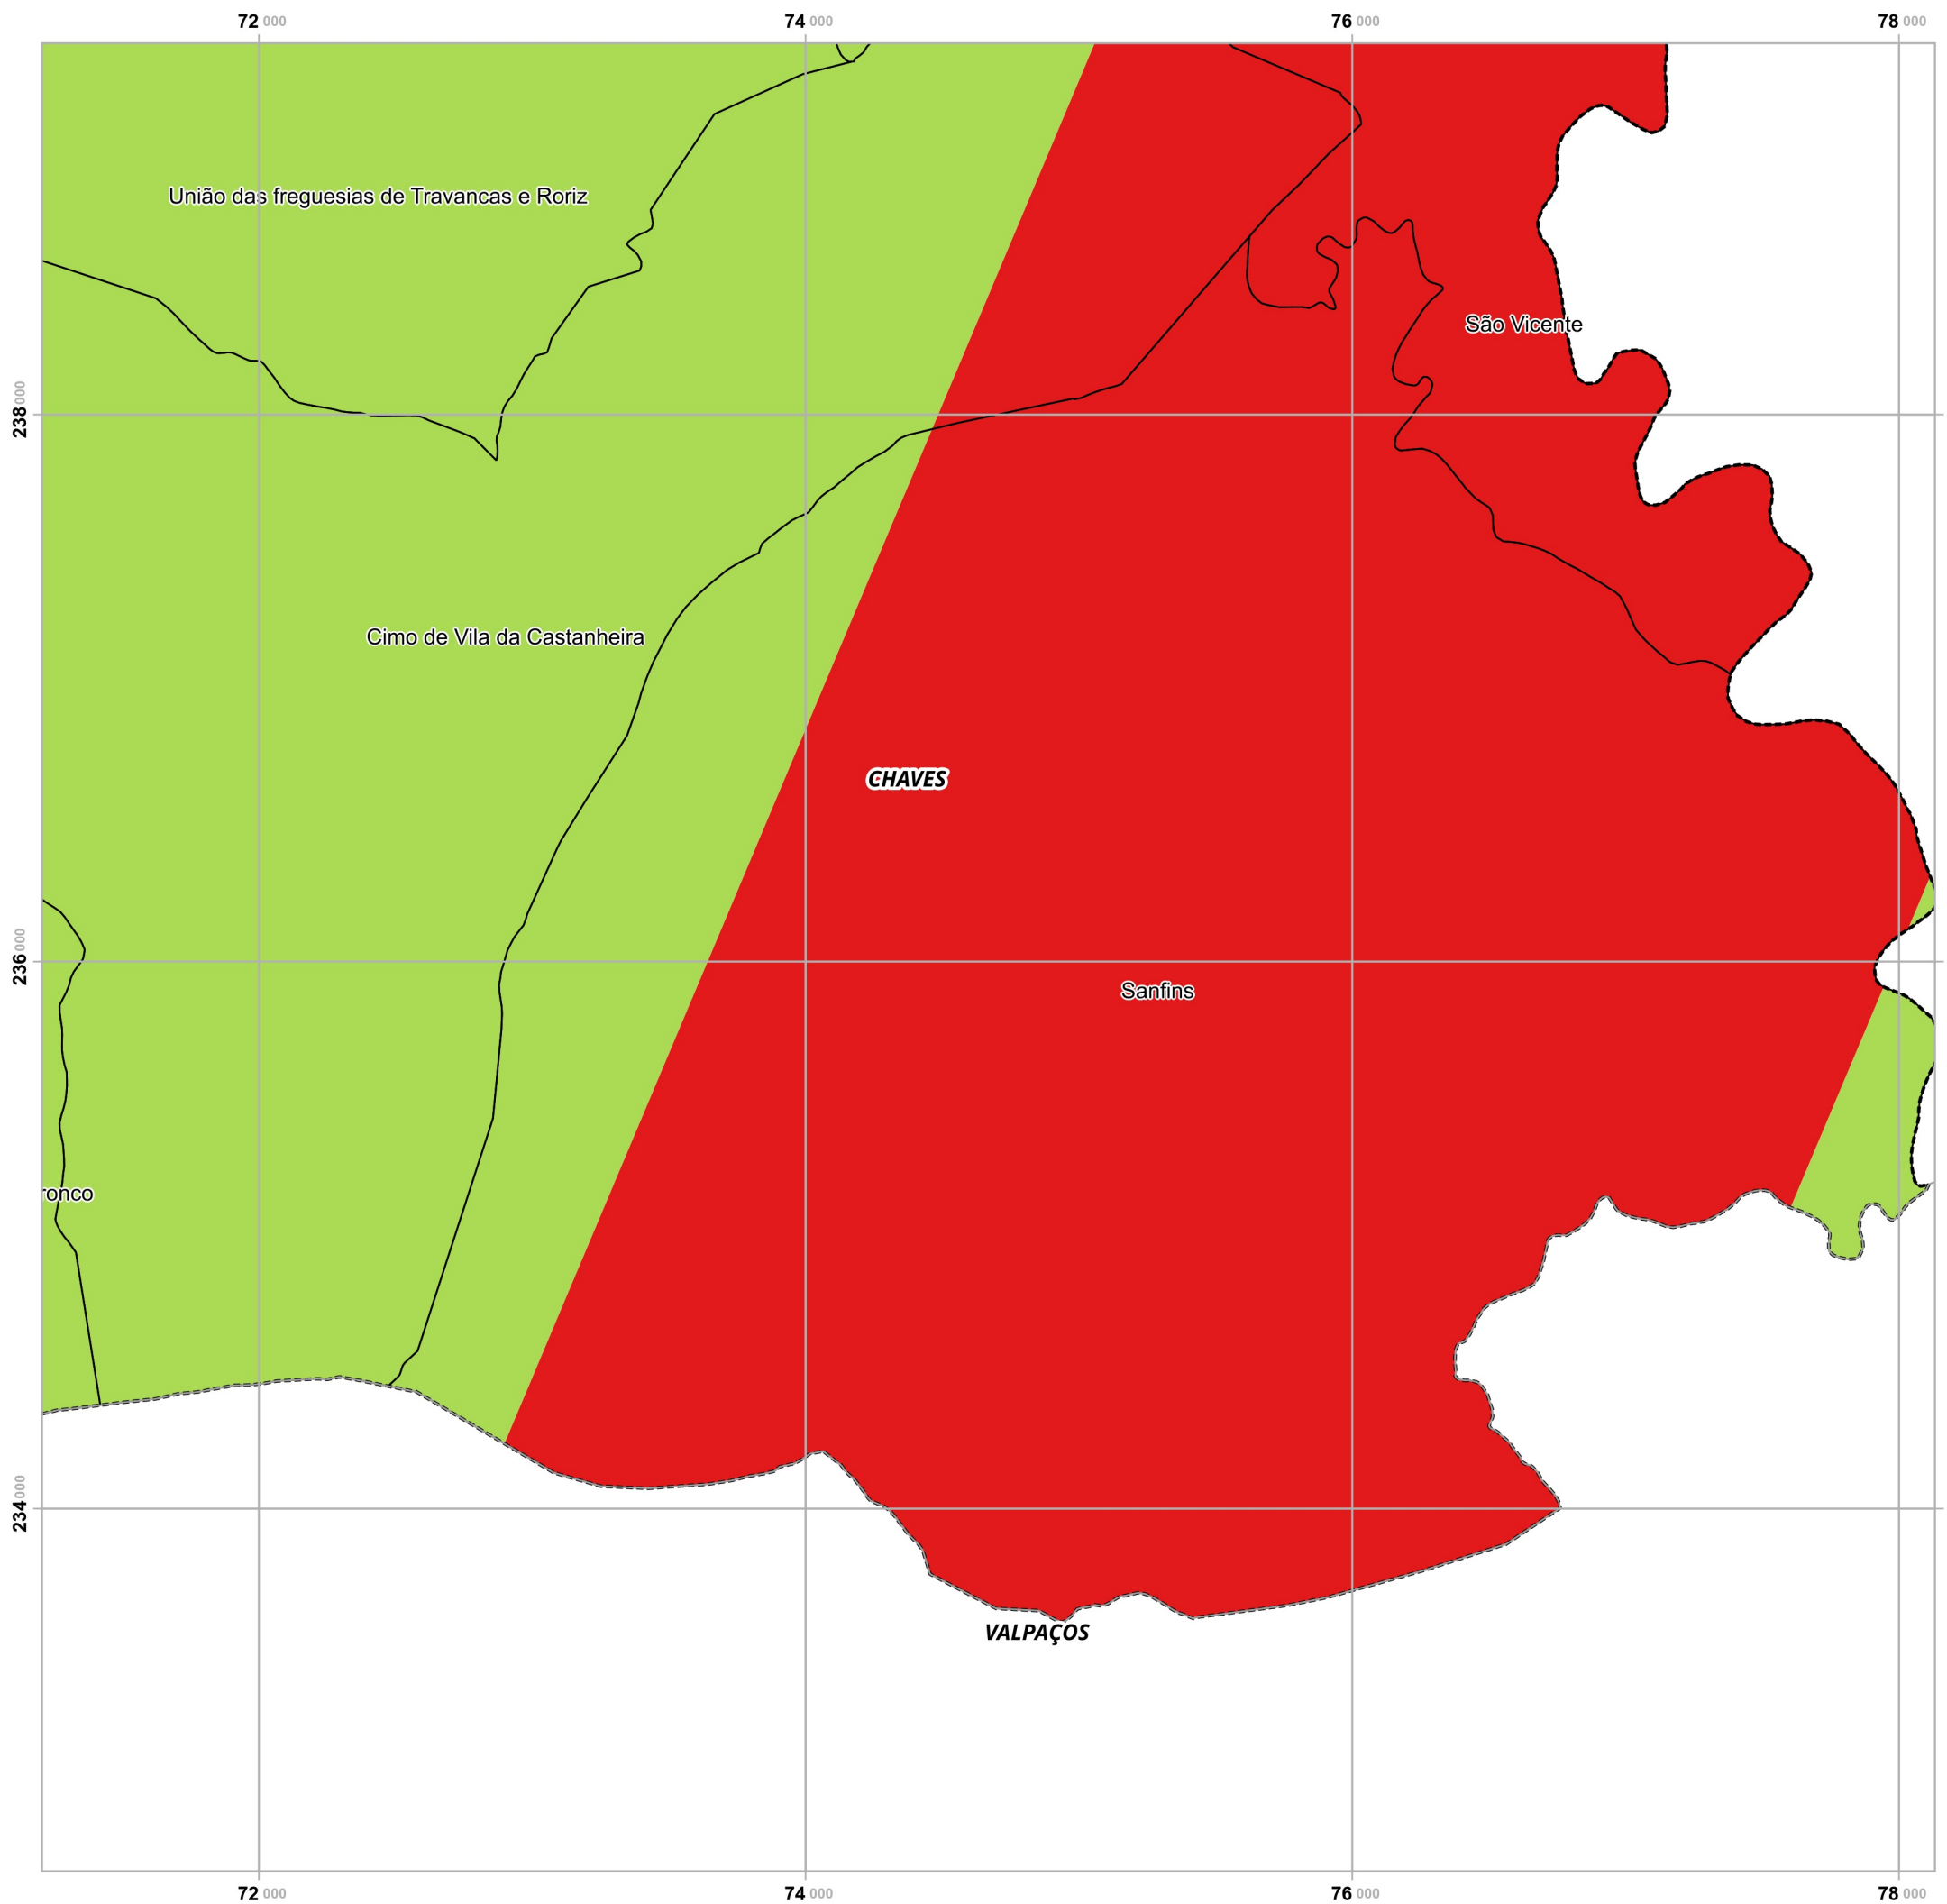 72 000 74 000 76 000 78 000
União das freguesias de Travancas e Roriz
São Vicente
238 000
Cimo de Vila da Castanheira
CHAVES
236 000
Sanfins
ronco
234 000
VALPAÇOS
72 000 74 000 76 000 78 000